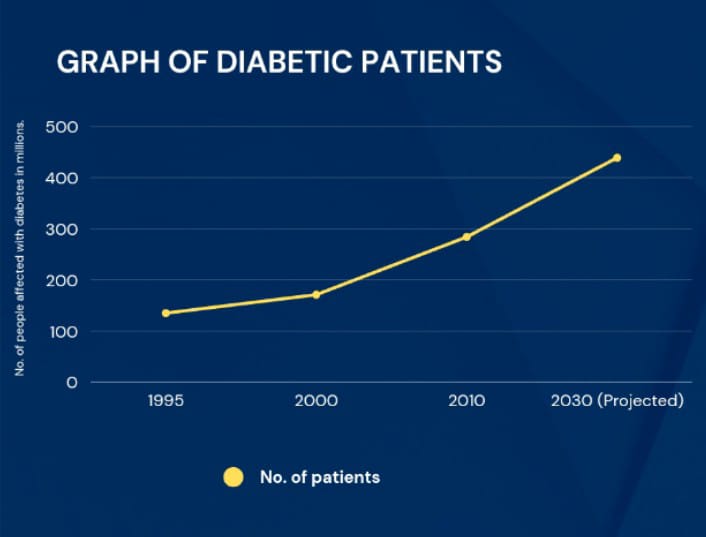 GRAPH OF DIABETIC PATIENTS
No. of people affected with diabetes in millions.
500
400
300
200
100
0
1995 2000 2010 2030 (Projected)
No. of patients